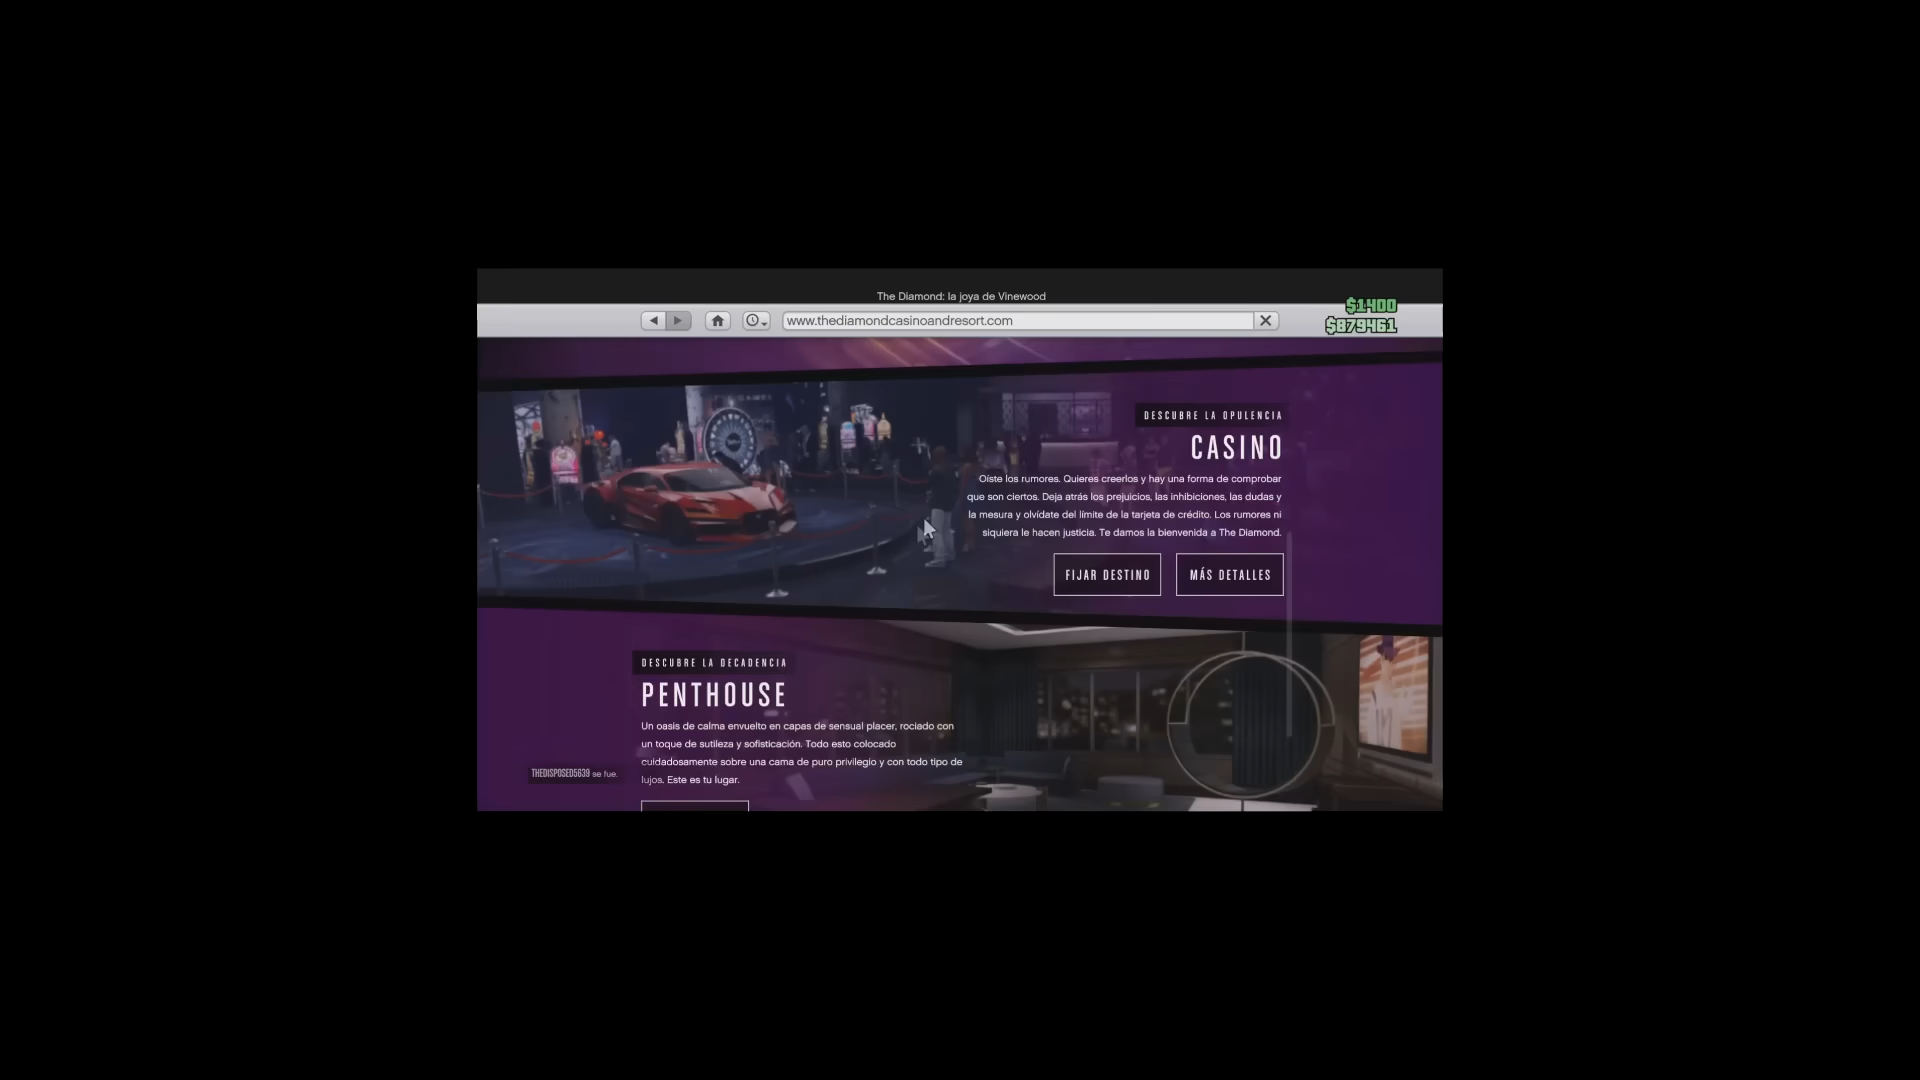 The Diamond: la joya de Vinewood
www.thediamondcasinoandresort.com
$1400
$879461
DESCUBRE LA OPULENCIA
CASINO
Oíste los rumores. Quieres creerlos y hay una forma de comprobar
que son ciertos. Deja atrás los prejuicios, las inhibiciones, las dudas y
la mesura y olvídate del límite de la tarjeta de crédito. Los rumores ni
siquiera le hacen justicia. Te damos la bienvenida a The Diamond.
FIJAR DESTINO
MÁS DETALLES
DESCUBRE LA DECADENCIA
PENTHOUSE
Un oasis de calma envuelto en capas de sensual placer, rociado con
un toque de sutileza y sofisticación. Todo esto colocado
cuidadosamente sobre una cama de puro privilegio y con todo tipo de
lujos. Este es tu lugar.
THEDISPOSED5639 se fue.